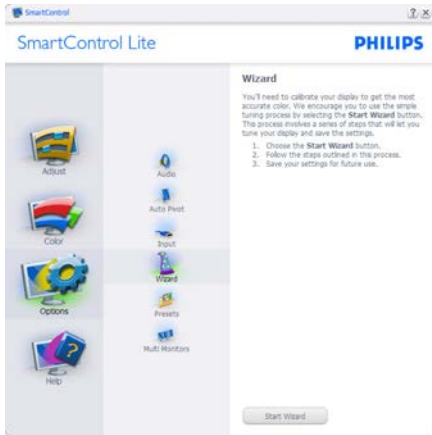 SmartControl
SmartControl Lite
PHILIPS
Adjust
Color
Options
Help
Audio
Auto Pivot
Input
Wizard
Presets
Multi Monitors
Wizard
You'll need to calibrate your display to get the most
accurate color. We encourage you to use the simple
tuning process by selecting the Start Wizard button.
This process involves a series of steps that will let you
tune your display and save the settings.
1. Choose the Start Wizard button.
2. Follow the steps outlined in this process.
3. Save your settings for future use.
Start Wizard